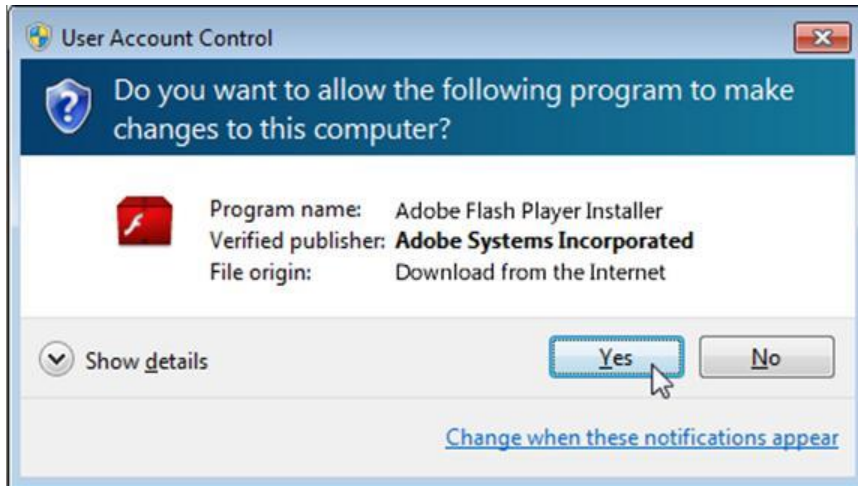 User Account Control
Do you want to allow the following program to make
changes to this computer?
Program name: Adobe Flash Player Installer
Verified publisher: Adobe Systems Incorporated
File origin: Download from the Internet
Show details
Yes
No
Change when these notifications appear